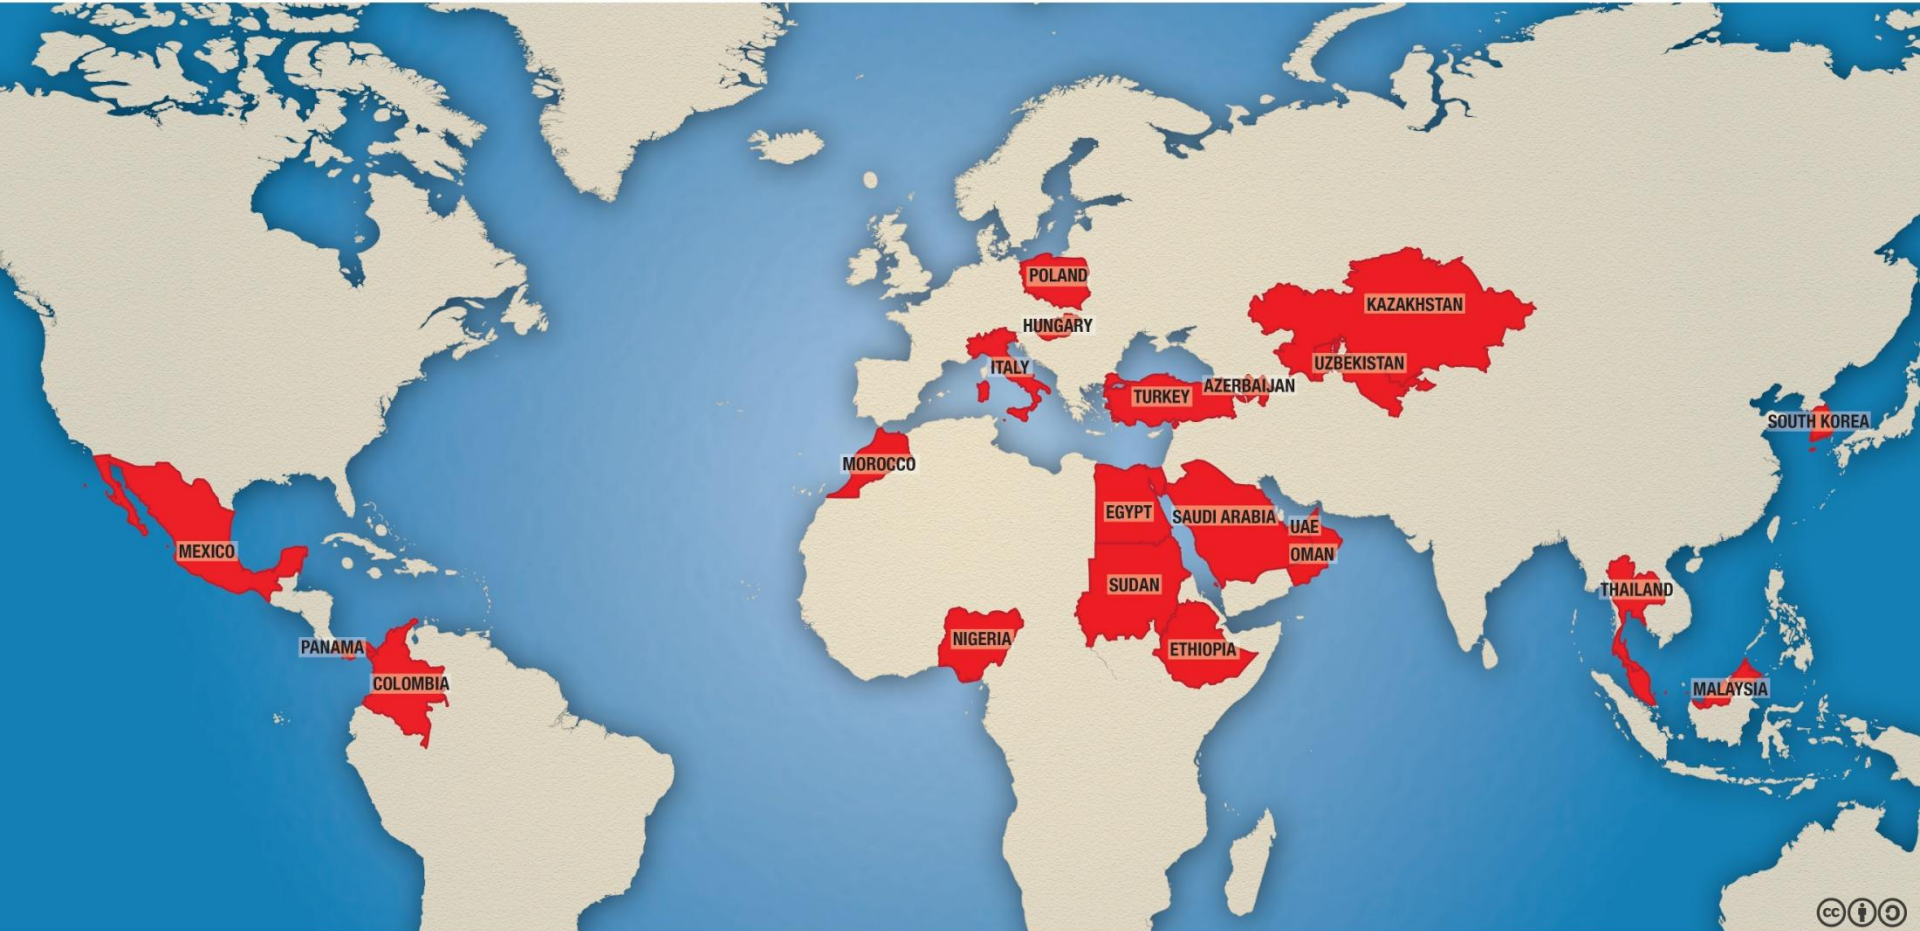 POLAND
KAZAKHSTAN
HUNGARY
UZBEKISTAN
ITALY
AZERBAIJAN
TURKEY
SOUTH KOREA
MOROCCO
EGYPT
SAUDI ARABIA
UAE
MEXICO
OMAN
SUDAN
THAILAND
NIGERIA
PANAMA
ETHIOPIA
COLOMBIA
MALAYSIA
cc